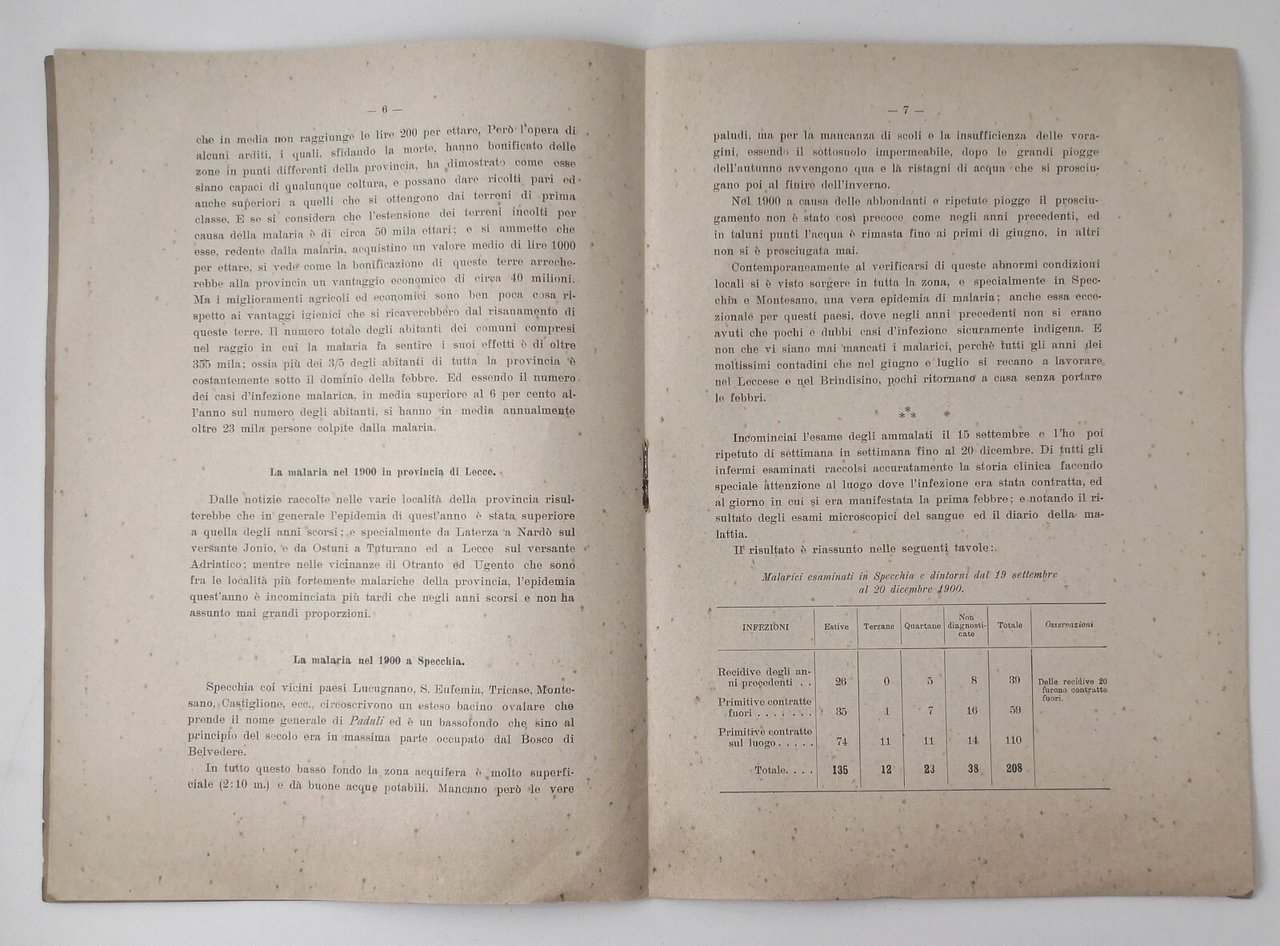 — 6 —
che in media non raggiunge le lire 200 per ettare, Però l'opera di
alcuni arditi, i quali, sfidando la morte, hanno bonificato delle
zone in punti differenti della provincia, ha dimostrato come esse
siano capaci di qualunque coltura, e possano dare ricolti pari ed
anche superiori a quelli che si ottengono dai terreni di prima
classe. E se si considera che l'estensione dei terreni incolti per
causa della malaria è di circa 50 mila ettari; e si ammette che
esse, redente dalla malaria, acquistino un valore medio di lire 1000
per ettare, si vede come la bonificazione di queste terre arreche-
rebbe alla provincia un vantaggio economico di circa 40 milioni.
Ma i miglioramenti agricoli ed economici sono ben poca cosa ri-
spetto ai vantaggi igienici che si ricaverebbero dal risanamento di
queste terre. Il numero totale degli abitanti dei comuni compresi
nel raggio in cui la malaria fa sentire i suoi effetti è di oltre
355 mila; ossia più dei 3/5 degli abitanti di tutta la provincia è
costantemente sotto il dominio della febbre. Ed essendo il numero
dei casi d'infezione malarica, in media superiore al 6 per cento al-
l'anno sul numero degli abitanti, si hanno in media annualmente
oltre 23 mila persone colpite dalla malaria.
La malaria nel 1900 in provincia di Lecce.
Dalle notizie raccolte nelle varie località della provincia risul-
terebbe che in generale l'epidemia di quest'anno è stata superiore
a quella degli anni scorsi; e specialmente da Laterza a Nardò sul
versante Jonio, e da Ostuni a Tuturano ed a Lecce sul versante
Adriatico; mentre nelle vicinanze di Otranto ed Ugento che sono
fra le località più fortemente malariche della provincia, l'epidemia
quest'anno è incominciata più tardi che negli anni scorsi e non ha
assunto mai grandi proporzioni.
La malaria nel 1900 a Specchia.
Specchia coi vicini paesi Lucugnano, S. Eufemia, Tricase, Monte-
sano, Castiglione, ecc., circoscrivono un esteso bacino ovalare che
prende il nome generale di Paduli ed è un bassofondo che sino al
principio del secolo era in massima parte occupato dal Bosco di
Belvedere.
In tutto questo basso fondo la zona acquifera è molto superfi-
ciale (2:10 m.) e dà buone acque potabili. Mancano però le vere
— 7 —
paludi, ma per la mancanza di scoli e la insufficienza delle vora-
gini, essendo il sottosuolo impermeabile, dopo le grandi piogge
dell'autunno avvengono qua e là ristagni di acqua che si prosciu-
gano poi al finire dell'inverno.
Nel 1900 a causa delle abbondanti e ripetute piogge il prosciu-
gamento non è stato così precoce come negli anni precedenti, ed
in taluni punti l'acqua è rimasta fino ai primi di giugno, in altri
non si è prosciugata mai.
Contemporaneamente al verificarsi di queste abnormi condizioni
locali si è visto sorgere in tutta la zona, e specialmente in Spec-
chia e Montesano, una vera epidemia di malaria; anche essa ecce-
zionale per questi paesi, dove negli anni precedenti non si erano
avuti che pochi e dubbi casi d'infezione sicuramente indigena. E
non che vi siano mai mancati i malarici, perchè tutti gli anni dei
moltissimi contadini che nel giugno e luglio si recano a lavorare
nel Leccese e nel Brindisino, pochi ritornano a casa senza portare
le febbri.
***
Incominciai l'esame degli ammalati il 15 settembre e l'ho poi
ripetuto di settimana in settimana fino al 20 dicembre. Di tutti gli
infermi esaminati raccolsi accuratamente la storia clinica facendo
speciale attenzione al luogo dove l'infezione era stata contratta, ed
al giorno in cui si era manifestata la prima febbre; e notando il ri-
sultato degli esami microscopici del sangue ed il diario della ma-
lattia.
Il risultato è riassunto nelle seguenti tavole:
Malarici esaminati in Specchia e dintorni dal 19 settembre
al 20 dicembre 1900.
INFEZIONI Estive Terzane Quartane Non diagnosti-cate Totale Osservazioni
Recidive degli an-
ni precedenti . . 26 0 5 8 39 Delle recidive 26 furono contratte fuori.
Primitive contratte
fuori . . . . . . . 35 1 7 16 59
Primitive contratte
sul luogo . . . . . 74 11 11 14 110
Totale. . . . 135 12 23 38 208